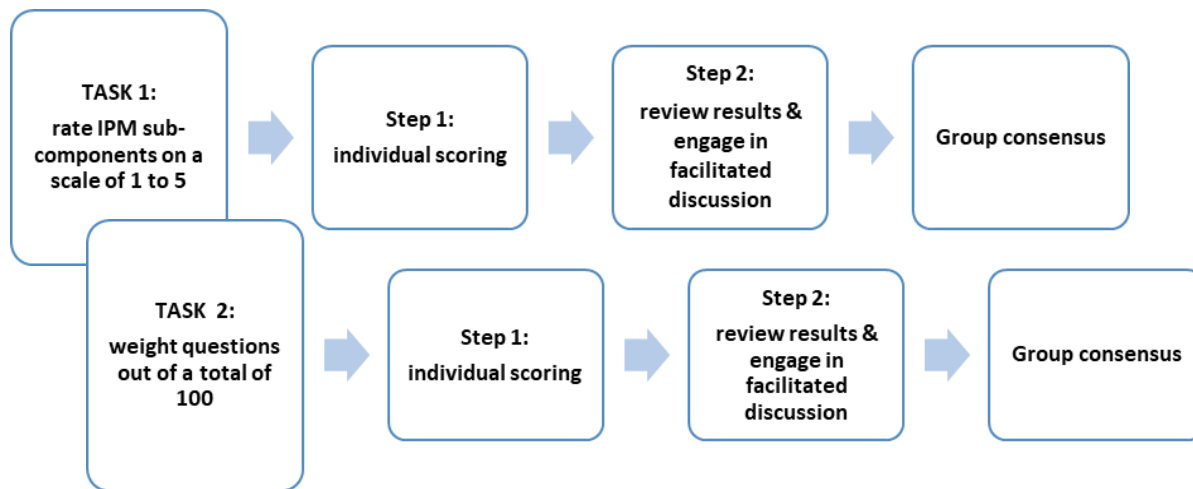 TASK 1:
rate IPM sub-
components on a
scale of 1 to 5
Step 1:
individual scoring
Step 2:
review results &
engage in
facilitated
discussion
Group consensus
TASK 2:
weight questions
out of a total of
100
Step 1:
individual scoring
Step 2:
review results &
engage in
facilitated
discussion
Group consensus